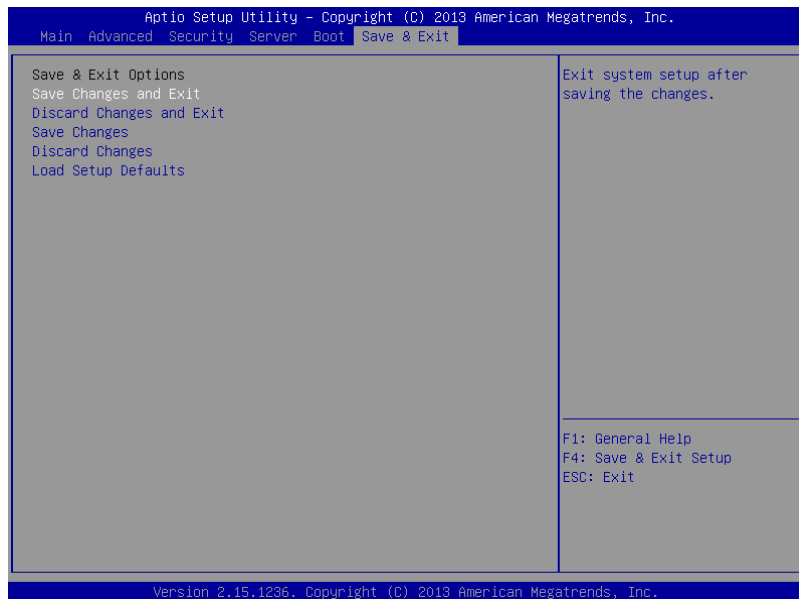 Aptio Setup Utility – Copyright (C) 2013 American Megatrends, Inc.
Main Advanced Security Server Boot Save & Exit
Save & Exit Options
Save Changes and Exit
Discard Changes and Exit
Save Changes
Discard Changes
Load Setup Defaults
Exit system setup after
saving the changes.
F1: General Help
F4: Save & Exit Setup
ESC: Exit
Version 2.15.1236. Copyright (C) 2013 American Megatrends, Inc.